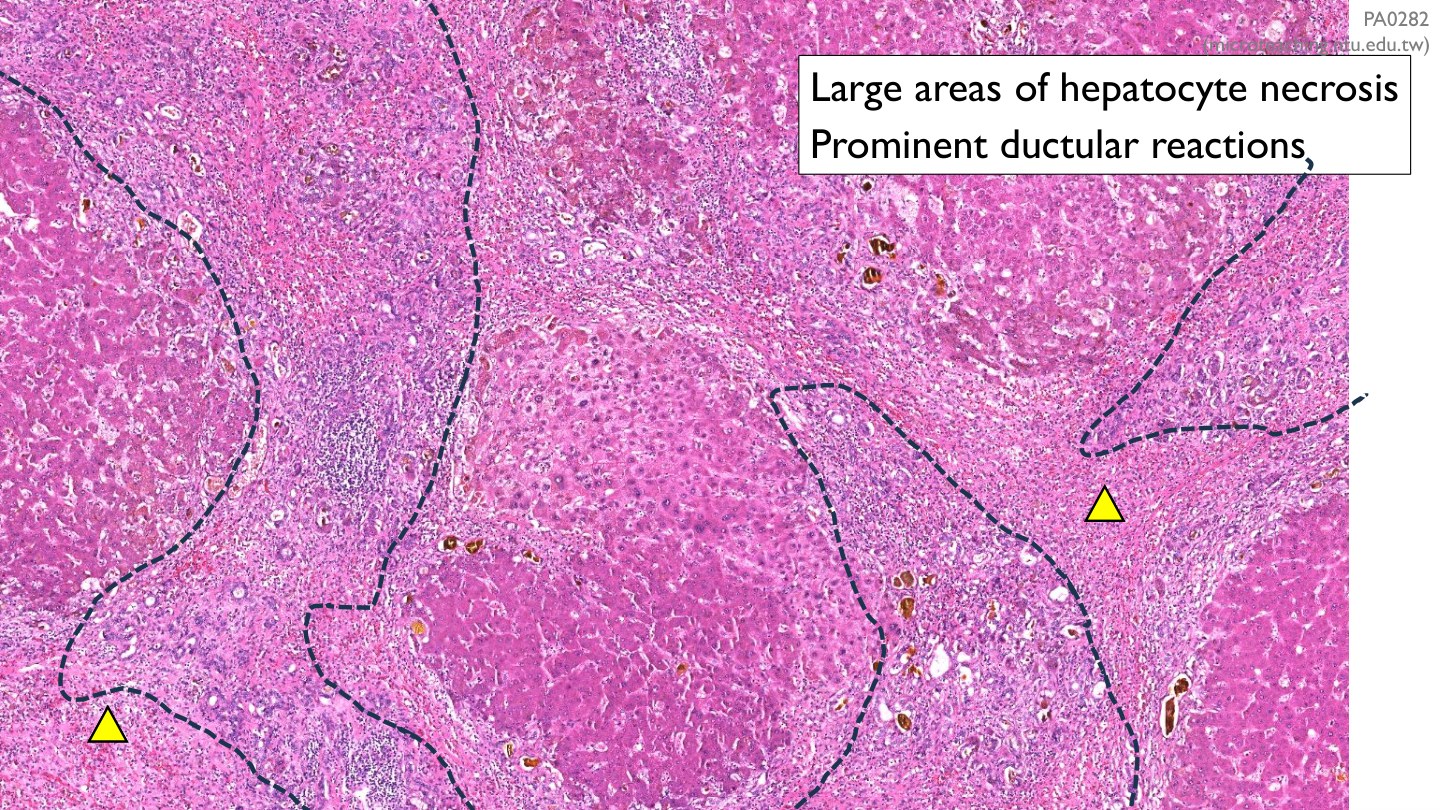 PA0282
Large areas of hepatocyte necrosis
Prominent ductular reactions